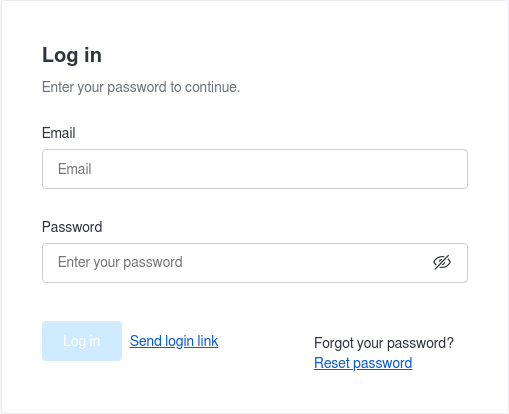 Log in
Enter your password to continue.
Email
Email
Password
Enter your password
Log in Send login link
Forgot your password?
Reset password